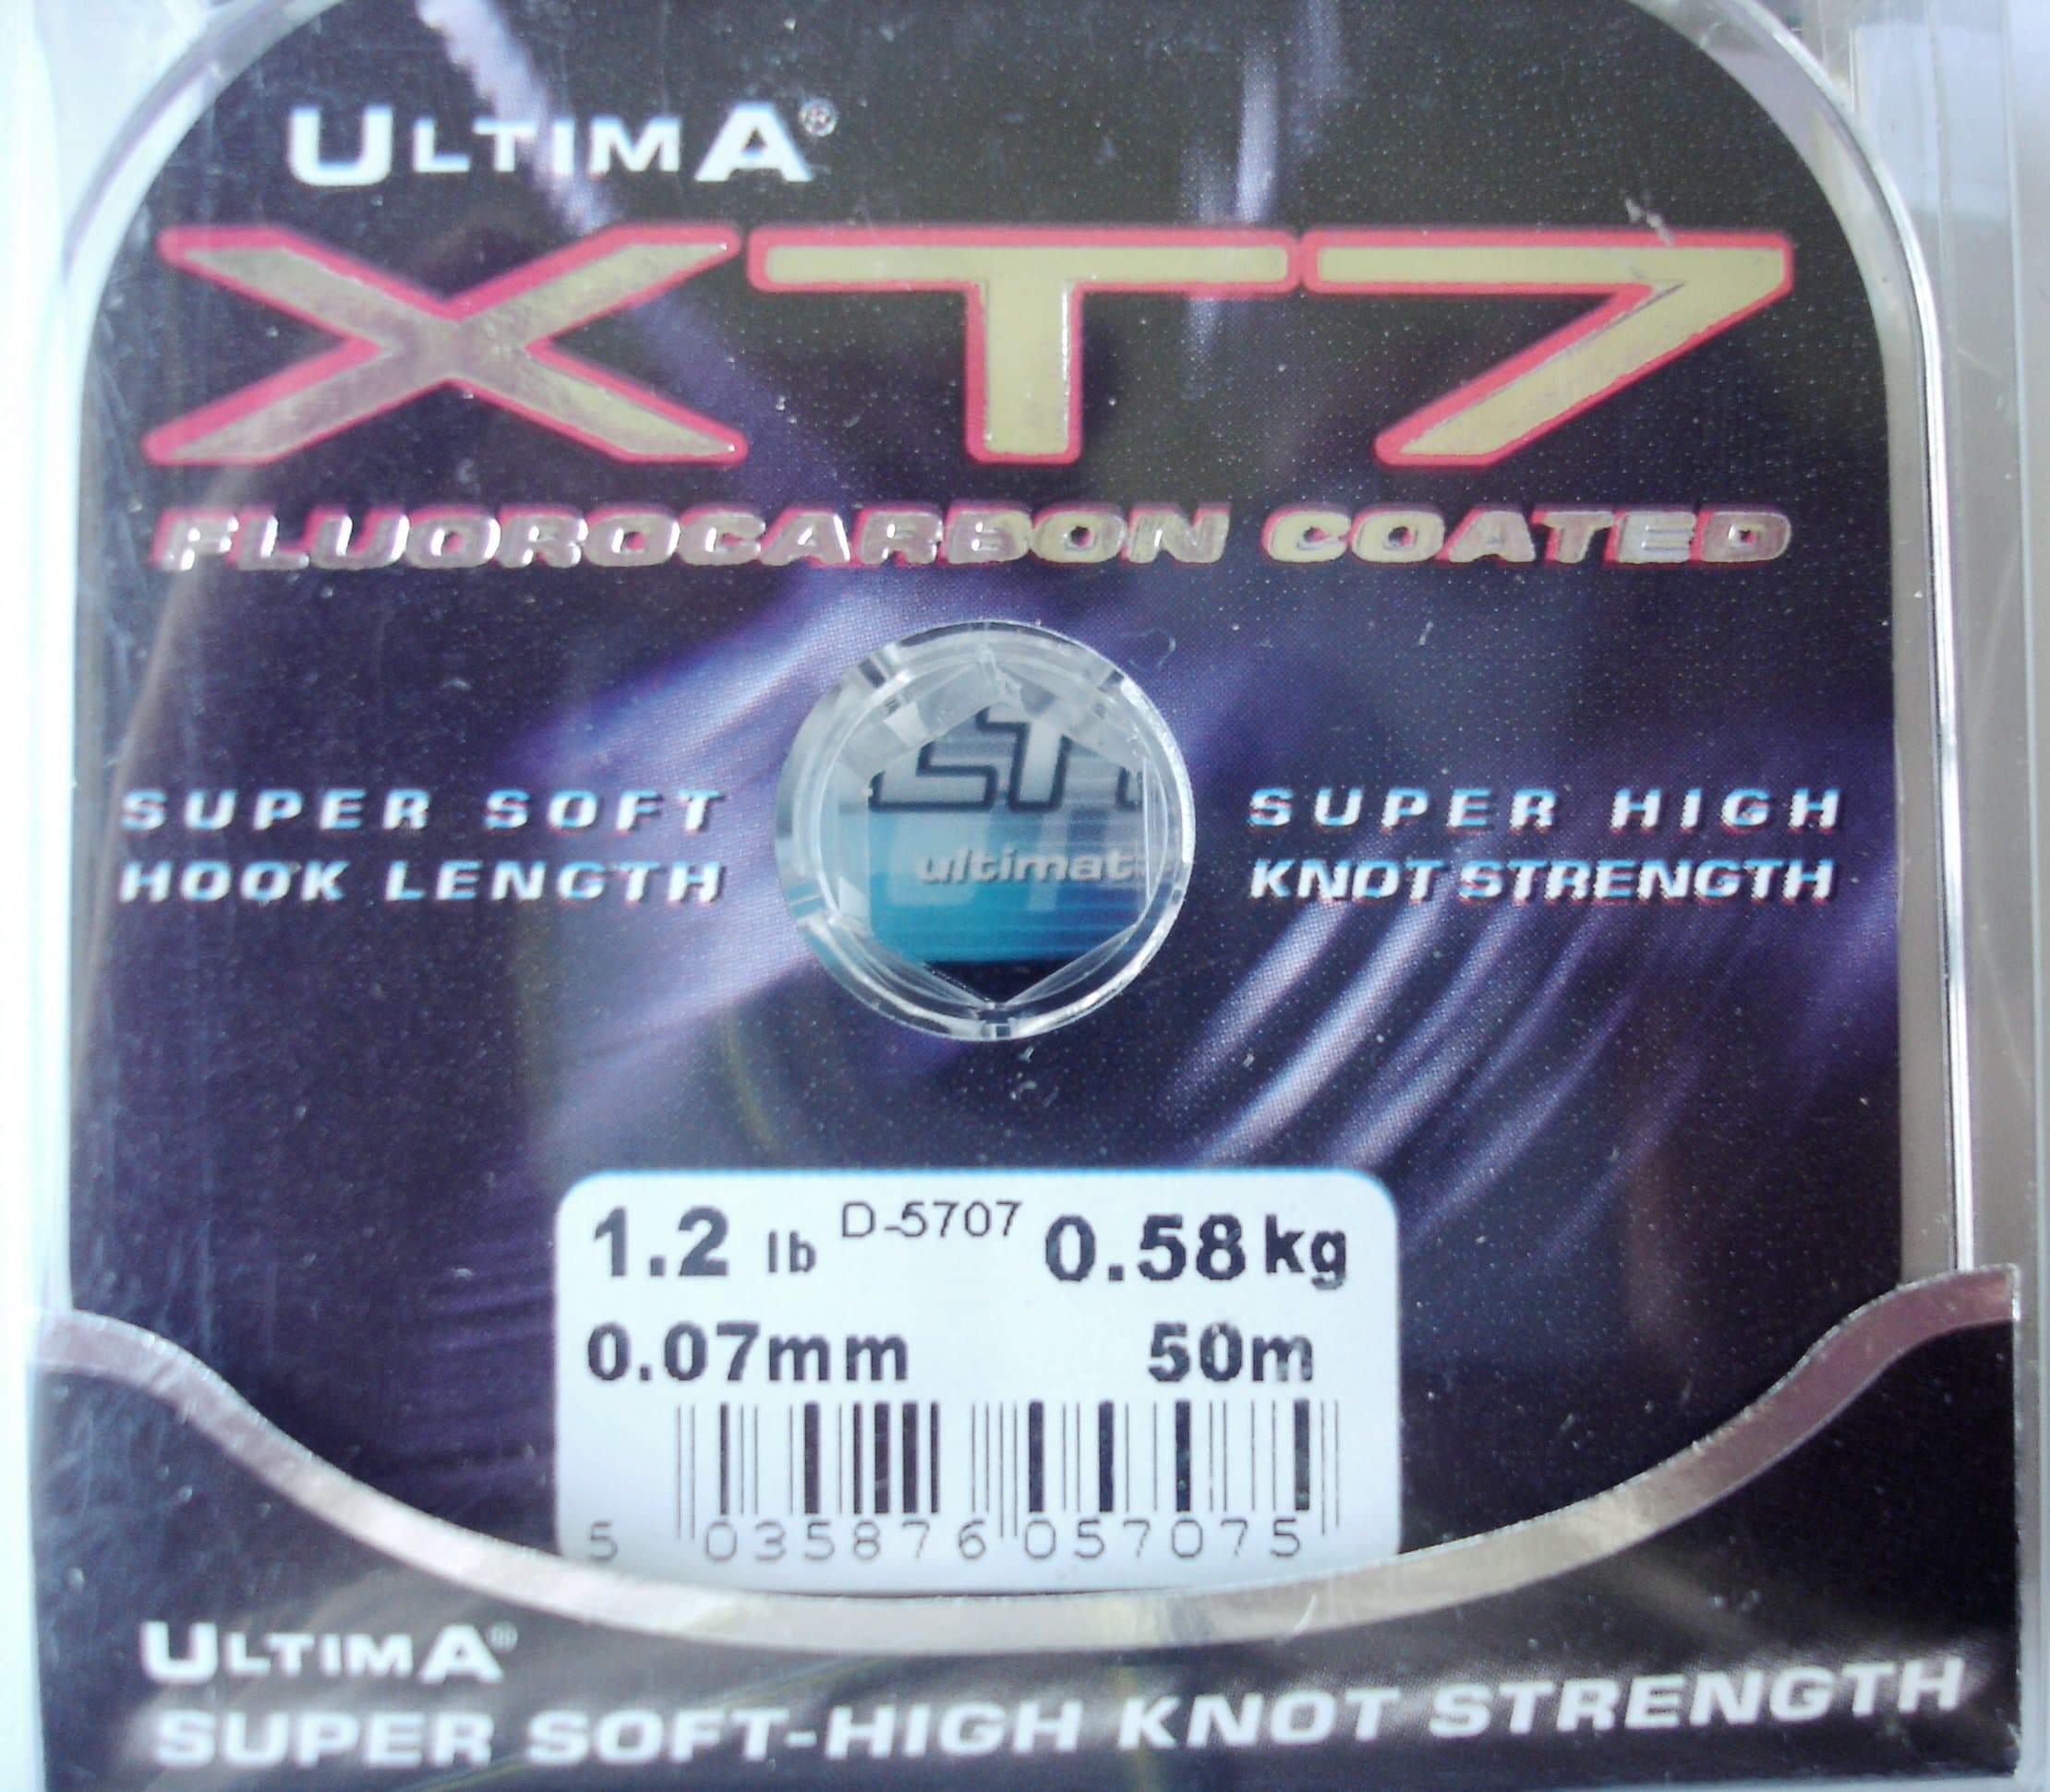 ULTIMA®
XT7
FLUOROCARBON COATED
SUPER SOFT
HOOK LENGTH
ultimat
SUPER HIGH
KNOT STRENGTH
1.2 lb D-5707 0.58kg
0.07mm 50m
5 035876 057075
ULTIMA®
SUPER SOFT-HIGH KNOT STRENGTH